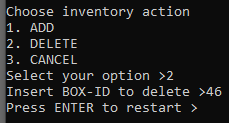 Choose inventory action
1. ADD
2. DELETE
3. CANCEL
Select your option >2
Insert BOX-ID to delete >46
Press ENTER to restart >